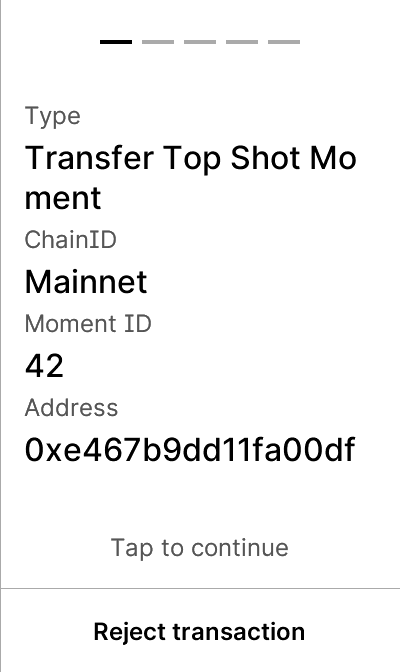 Type
Transfer Top Shot Mo
ment
ChainID
Mainnet
Moment ID
42
Address
0xe467b9dd11fa00df
Tap to continue
Reject transaction